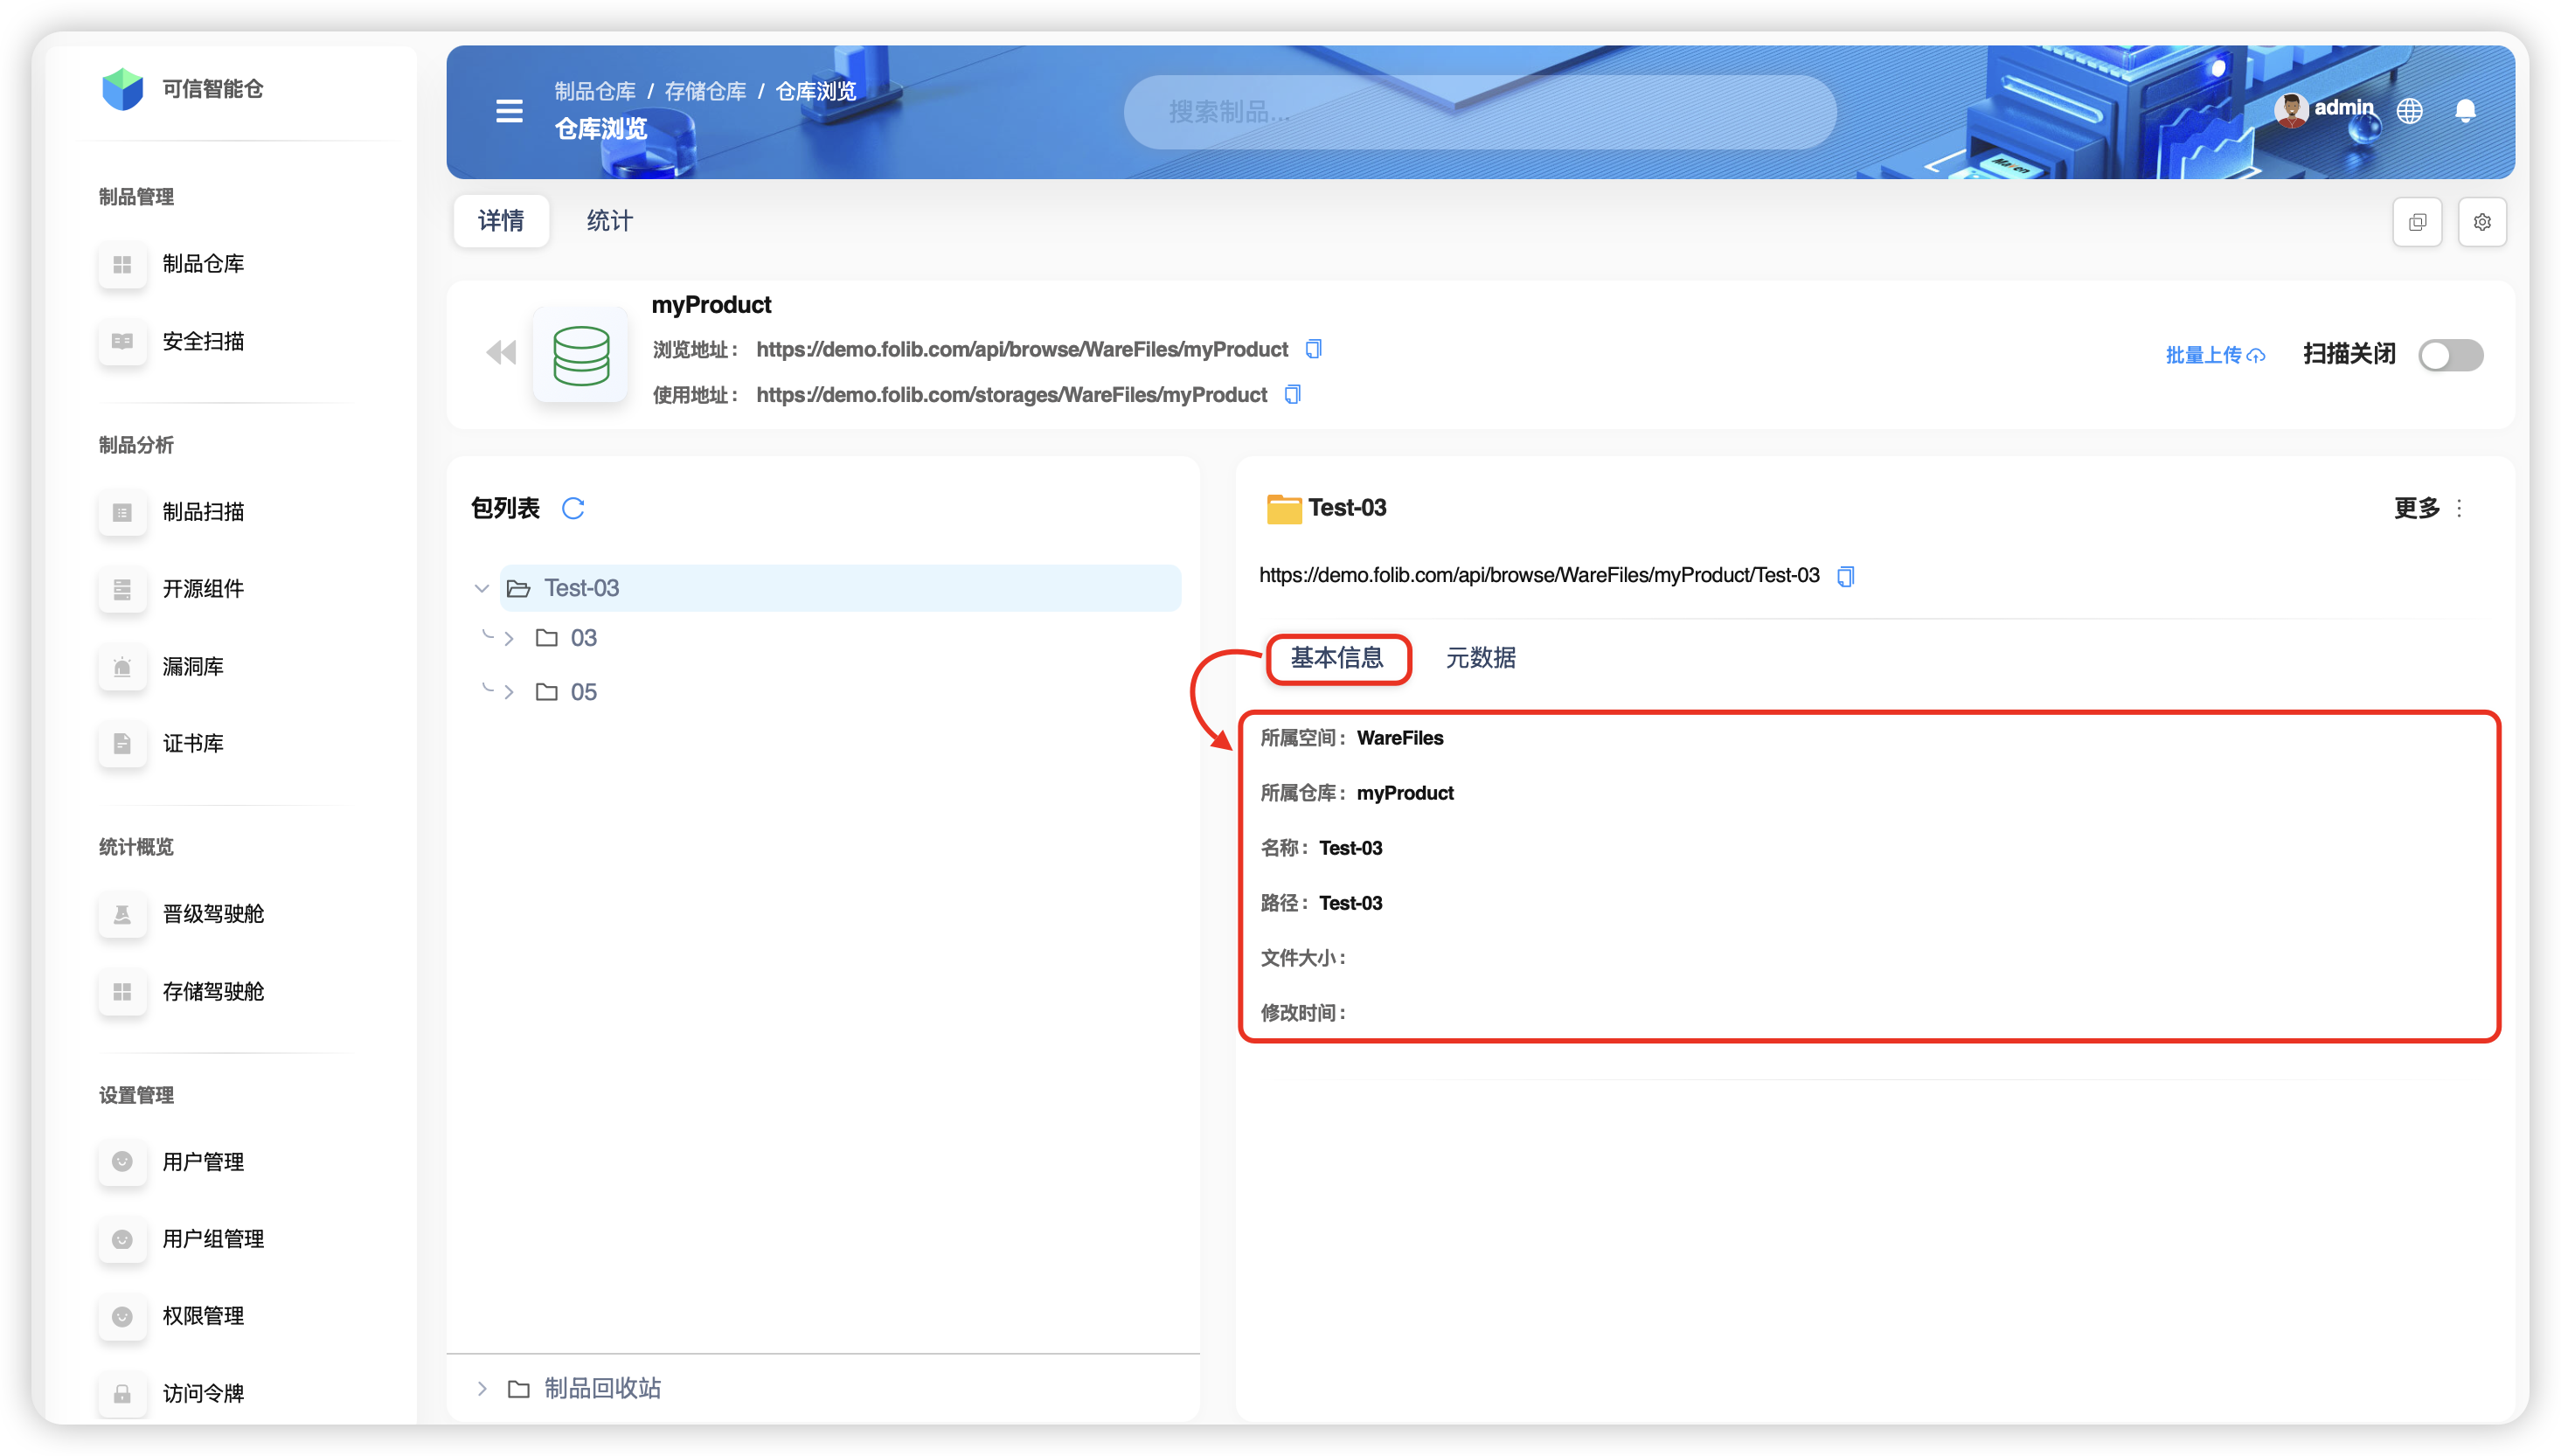 可信智能仓
制品管理
制品仓库
安全扫描
制品分析
制品扫描
开源组件
漏洞库
证书库
统计概览
晋级驾驶舱
存储驾驶舱
设置管理
用户管理
用户组管理
权限管理
访问令牌
制品仓库 / 存储仓库 / 仓库浏览
仓库浏览
搜索制品...
admin
详情 统计
myProduct
浏览地址： https://demo.folib.com/api/browse/WareFiles/myProduct
使用地址： https://demo.folib.com/storages/WareFiles/myProduct
批量上传 扫描关闭
包列表
Test-03
03
05
制品回收站
Test-03 更多
https://demo.folib.com/api/browse/WareFiles/myProduct/Test-03
基本信息 元数据
所属空间： WareFiles
所属仓库： myProduct
名称： Test-03
路径： Test-03
文件大小：
修改时间：